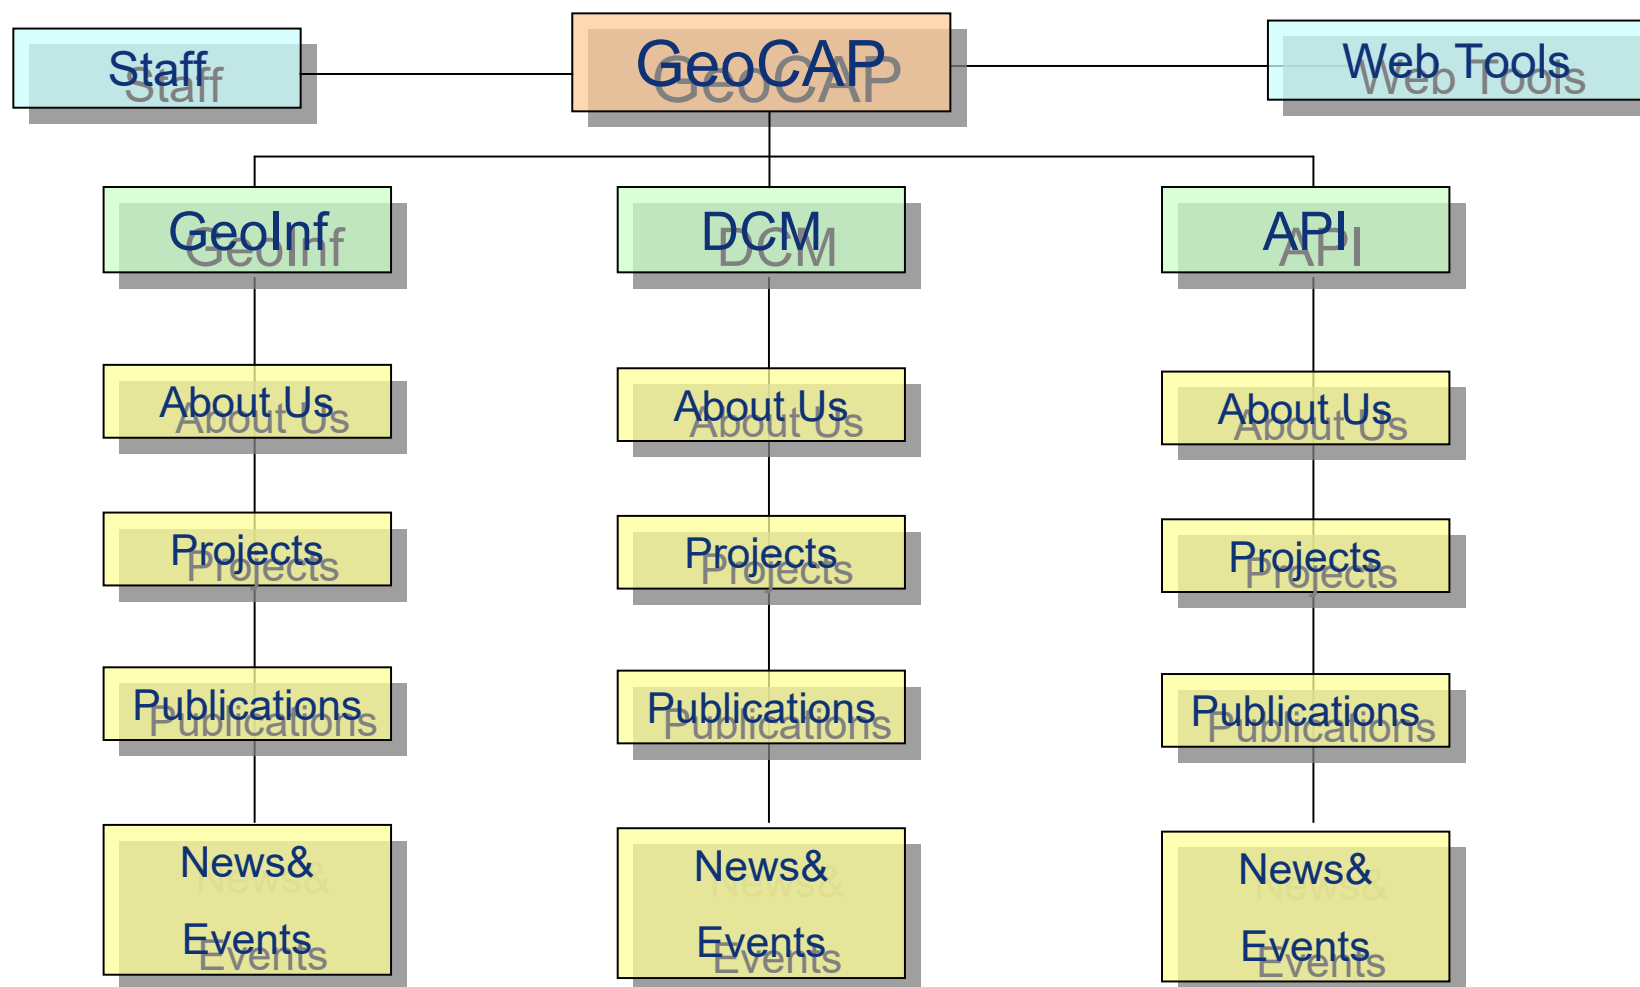 Staff
GeoCAP
Web Tools
GeoInf
DCM
API
About Us
About Us
About Us
Projects
Projects
Projects
Publications
Publications
Publications
News&
Events
News&
Events
News&
Events